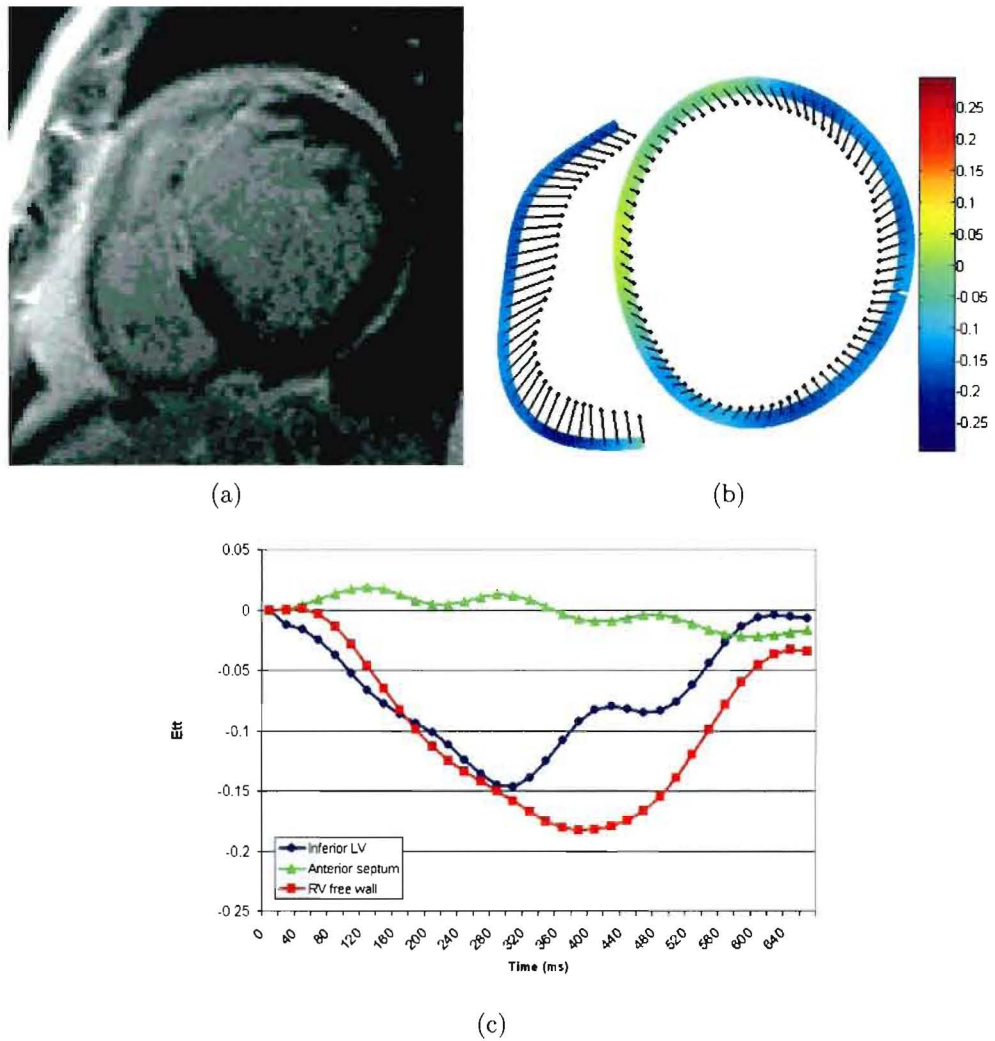 0.25
0.2
0.15
0.1
0.05
0
-0.05
-0.1
-0.15
-0.2
-0.25
(a)
(b)
0.05
0
-0.05
-0.1
-0.15
-0.2
-0.25
Ett
Inferior LV
Anterior septum
RV free wall
0 40 80 120 160 200 240 280 320 360 400 440 480 520 560 600 640
Time (ms)
(c)